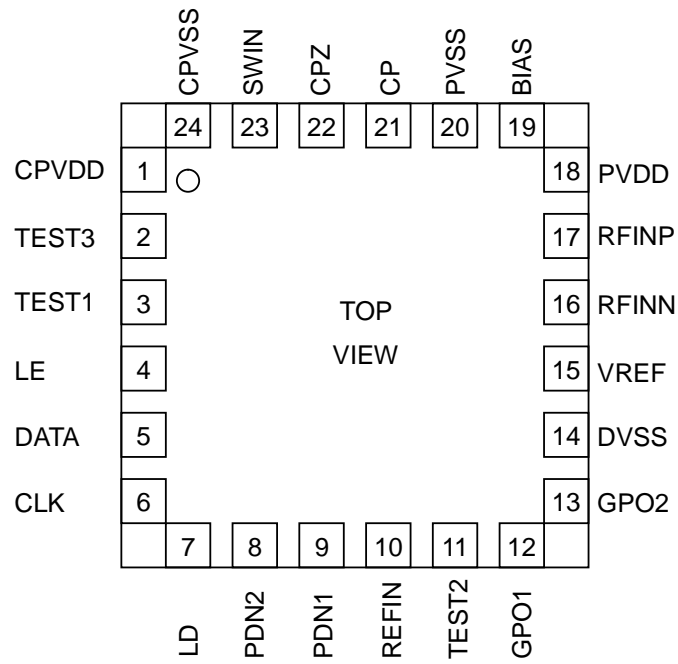 CPVSS
SWIN
CPZ
CP
PVSS
BIAS
24 23 22 21 20 19
CPVDD 1 18 PVDD
TEST3 2 17 RFINP
TEST1 3 TOP 16 RFINN
VIEW
LE 4 15 VREF
DATA 5 14 DVSS
CLK 6 13 GPO2
7 8 9 10 11 12
LD
PDN2
PDN1
REFIN
TEST2
GPO1